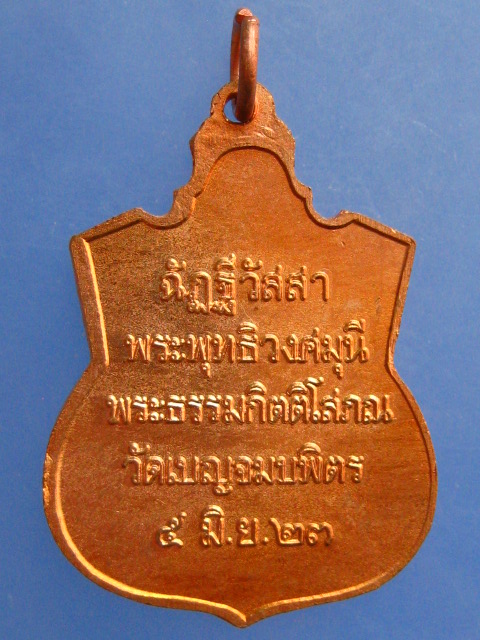 ฉัฏฐีวัสสา
พระพุทธิวงศมุนี
พระธรรมกิตติโสภณ
วัดเบญจมบพิตร
๕ มิ.ย.๒๓